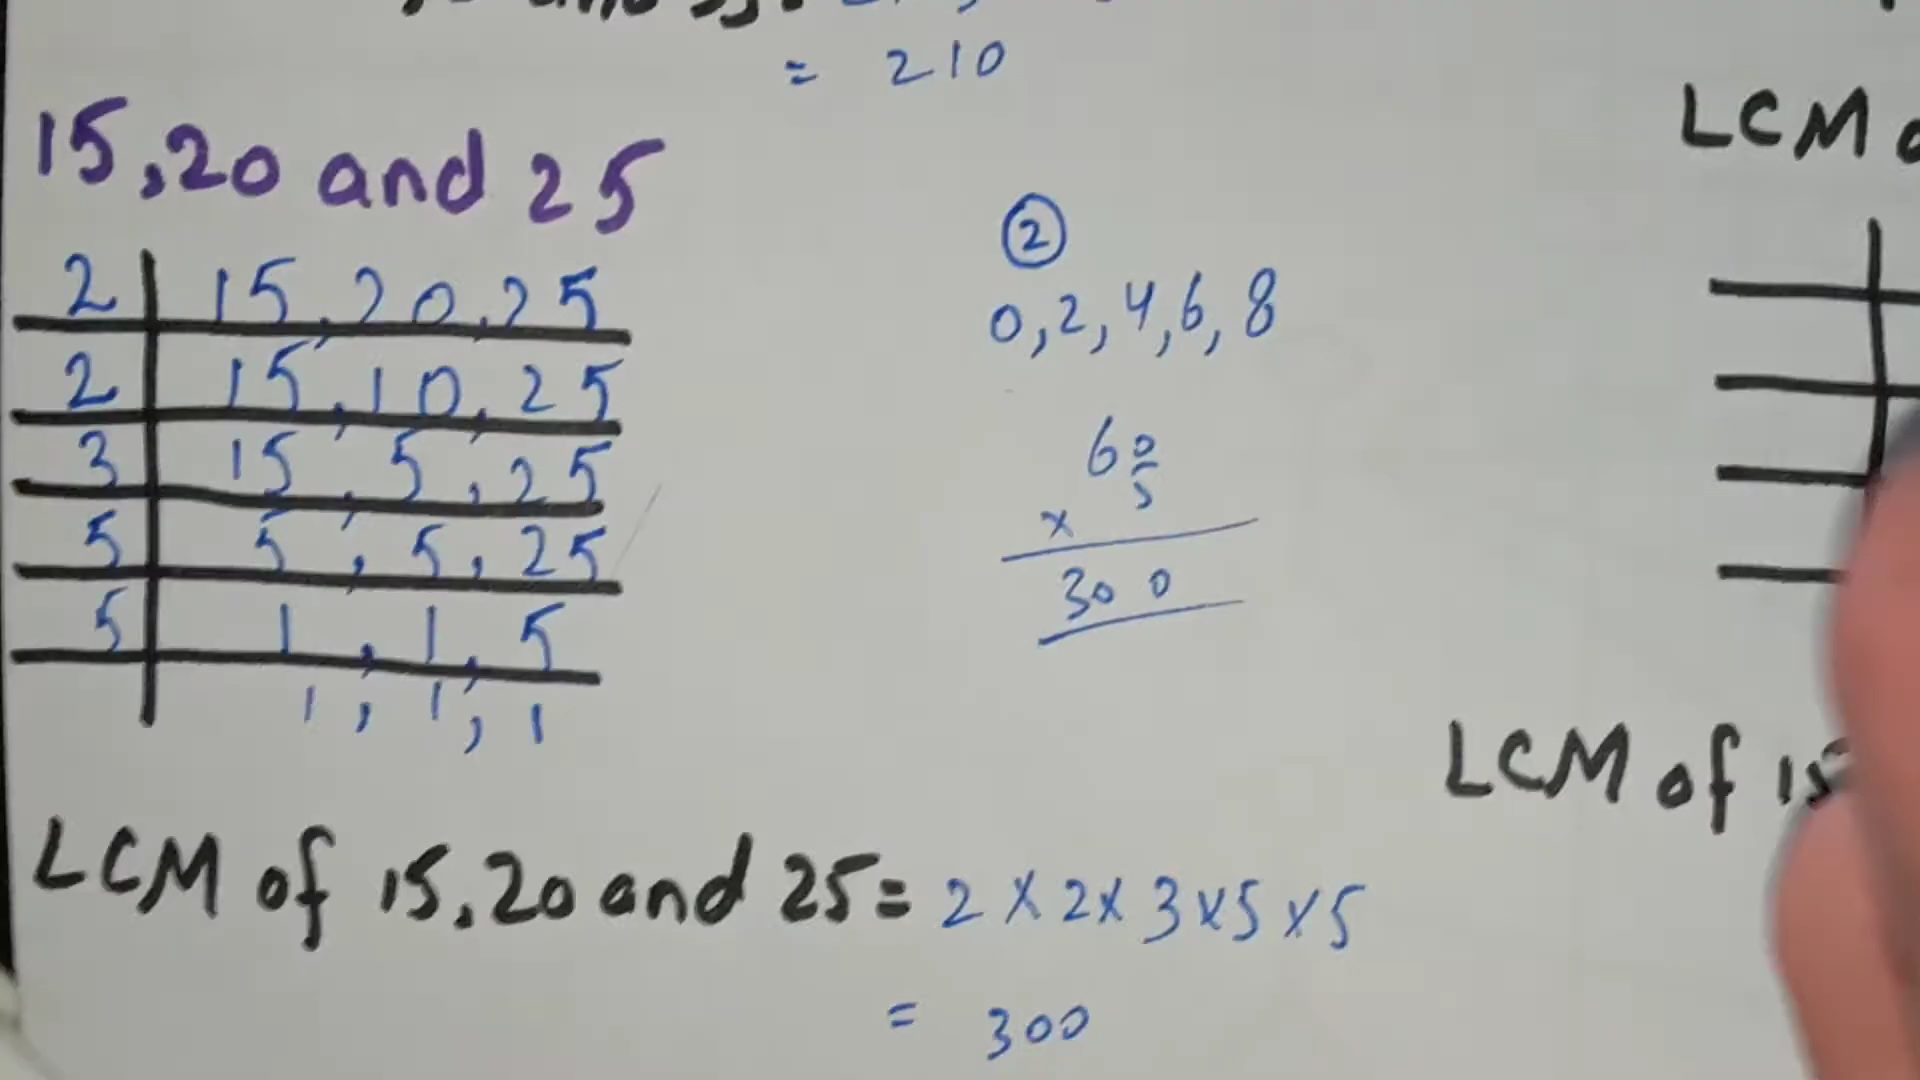 = 210
15,20 and 25
2 | 15,20,25
2 | 15,10,25
3 | 15,5,25
5 | 5,5,25
5 | 1,1,5
1,1,1
2
0,2,4,6,8
60
x 5
300
LCM of 15,20 and 25 = 2 x 2 x 3 x 5 x 5
= 300
LCM
LCM of 15